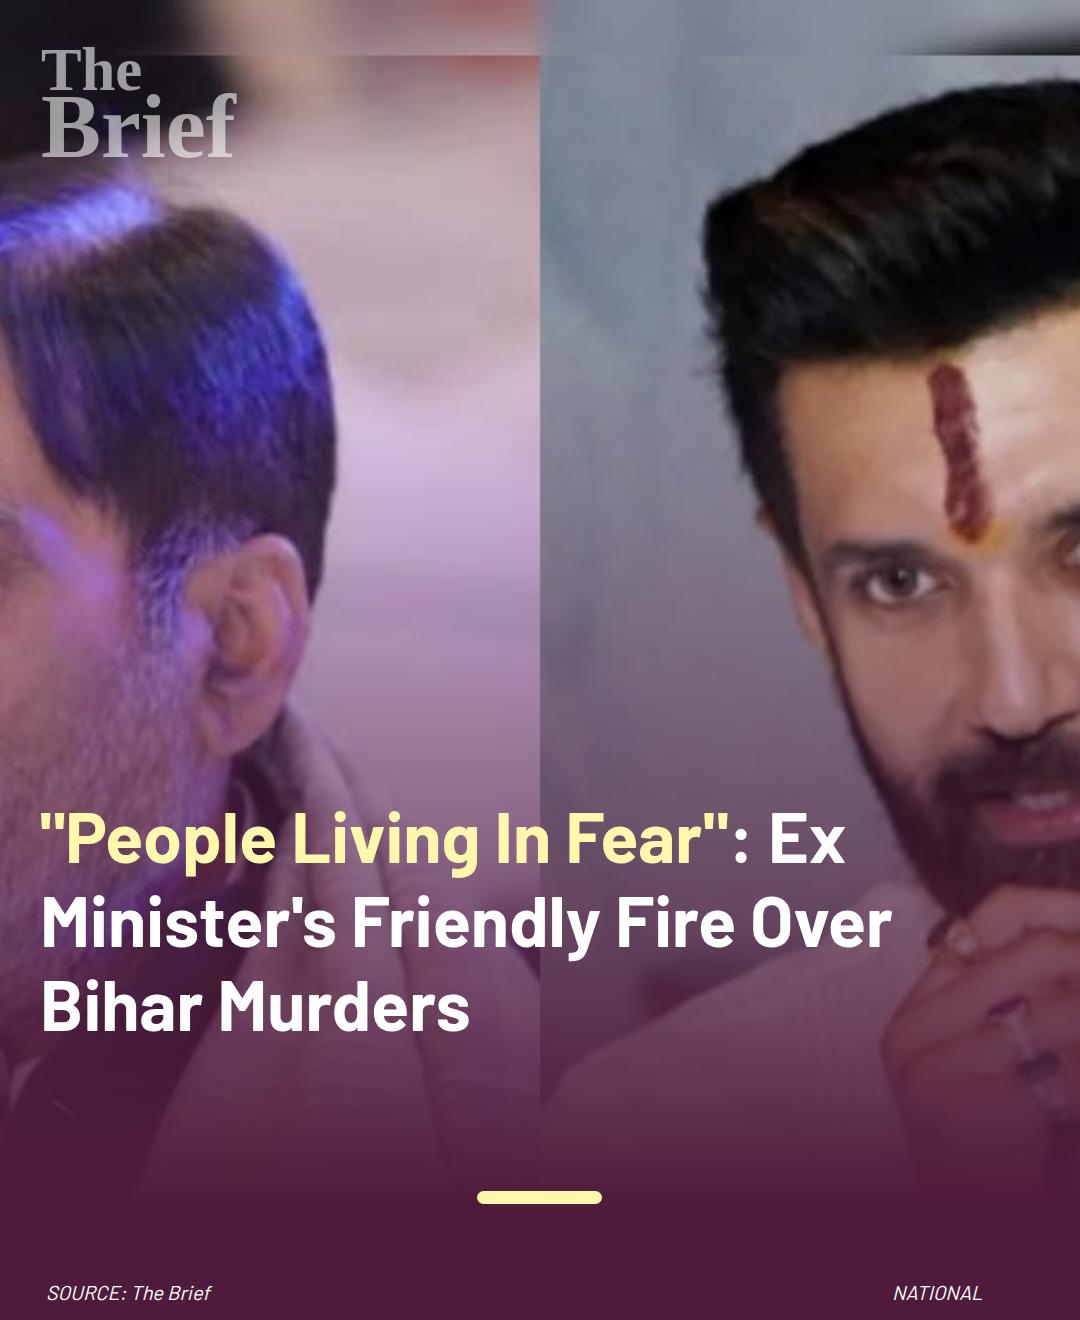 The
Brief
"People Living In Fear": Ex
Minister's Friendly Fire Over
Bihar Murders
SOURCE: The Brief
NATIONAL